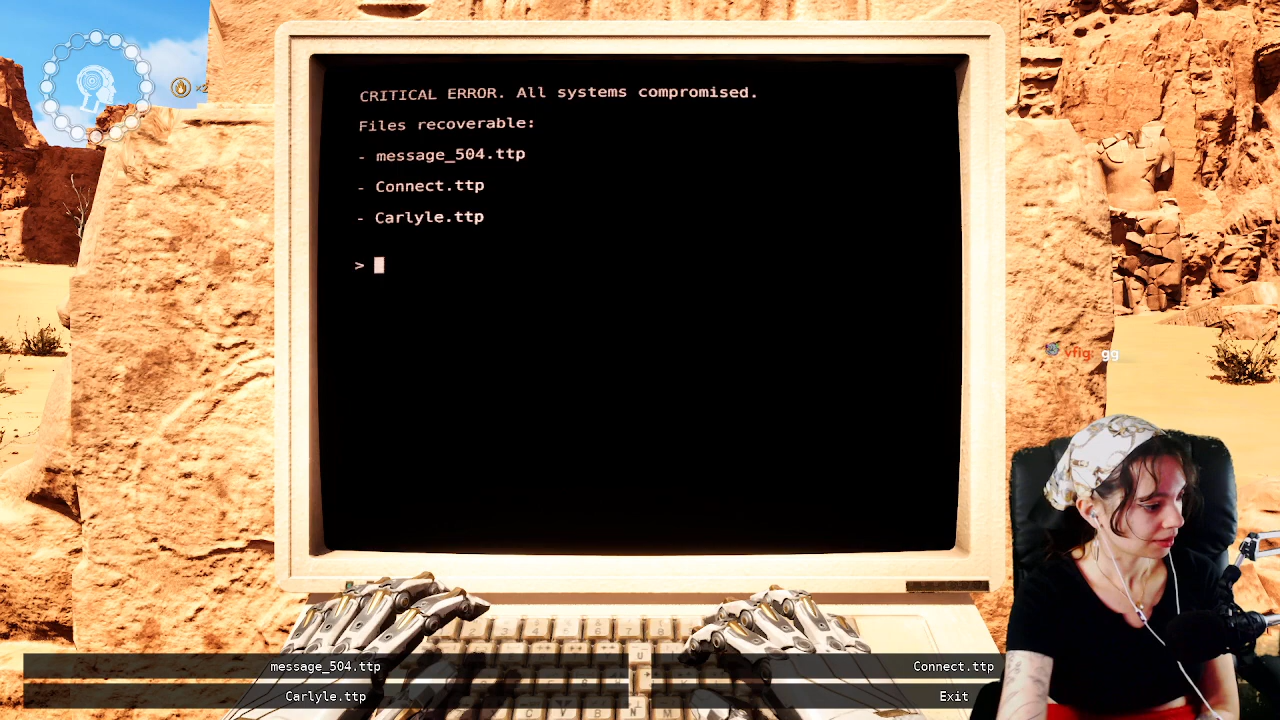 CRITICAL ERROR. All systems compromised.
Files recoverable:
- message_504.ttp
- Connect.ttp
- Carlyle.ttp
>
vfig: gg
message_504.ttp
Connect.ttp
Carlyle.ttp
Exit